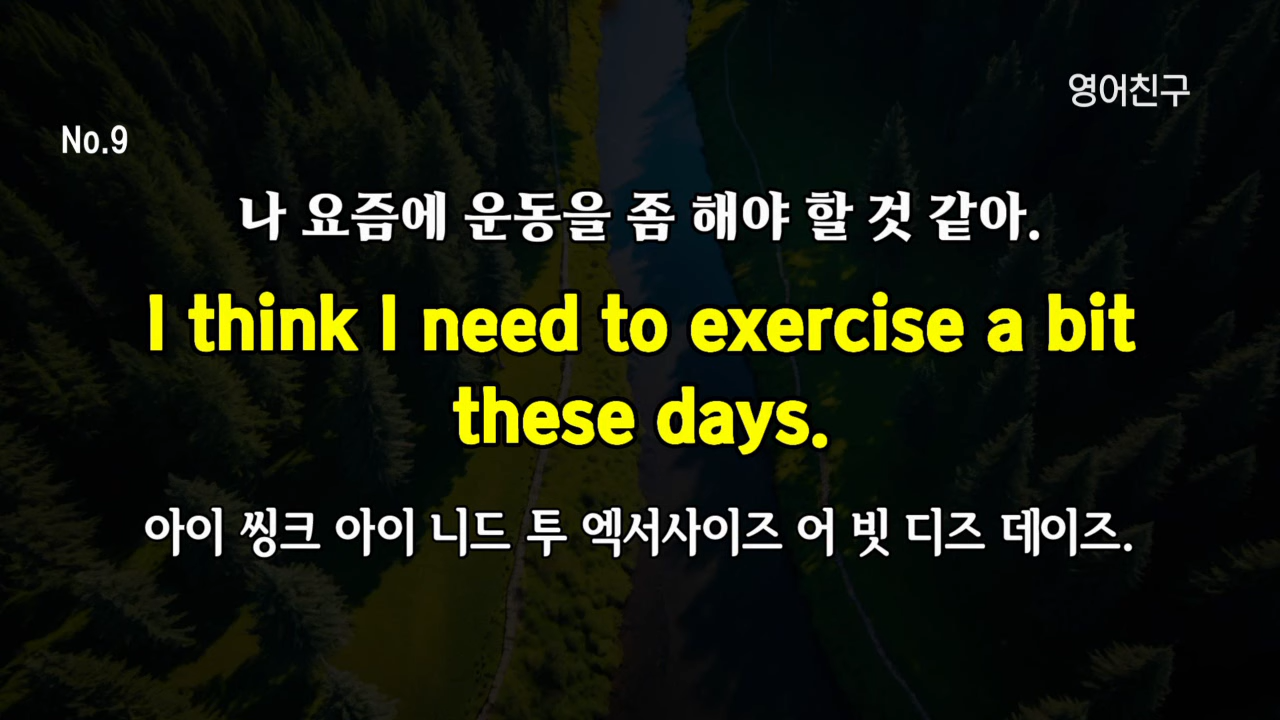 영어친구
No.9
나 요즘에 운동을 좀 해야 할 것 같아.
I think I need to exercise a bit
these days.
아이 씽크 아이 니드 투 엑서사이즈 어 빗 디즈 데이즈.